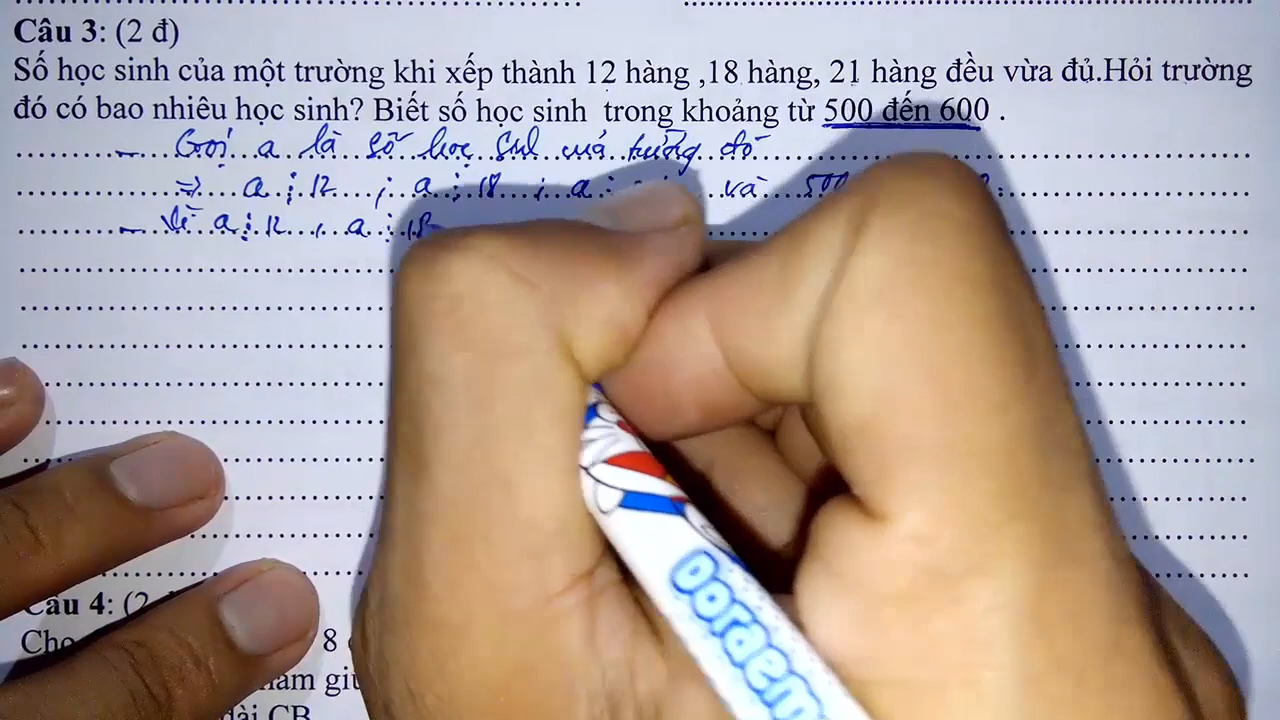 Câu 3: (2 đ)
Số học sinh của một trường khi xếp thành 12 hàng ,18 hàng, 21 hàng đều vừa đủ.Hỏi trường
đó có bao nhiêu học sinh? Biết số học sinh trong khoảng từ 500 đến 600 .
– Gọi a là số học sinh của trường đó
⇒ a ⋮ 12 ; a ⋮ 18 ; a ⋮ và 500
– Vì a ⋮ 12 , a ⋮ 18
Câu 4: (2
Cho 8
dài CB
Doraem